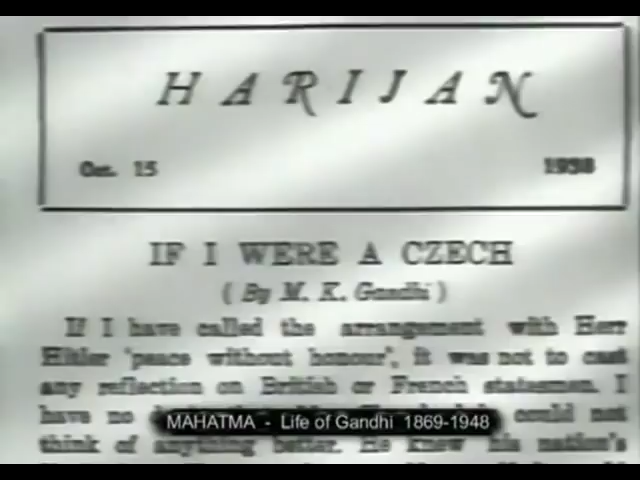 HARIJAN
Oct. 15 1938
IF I WERE A CZECH
( By M. K. Gandhi )
If I have called the arrangement with Herr
Hitler 'peace without honour', it was not to cast
any reflection on British or French statesmen. I
have no could not
MAHATMA - Life of Gandhi 1869-1948
think of anything better. He knew his nation's